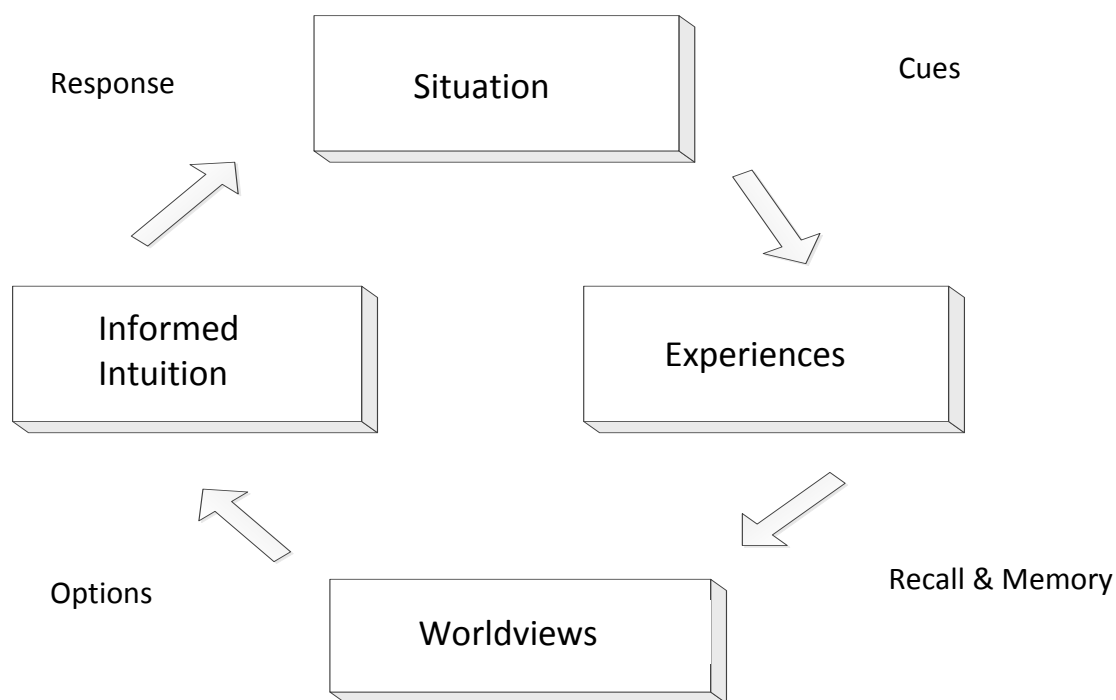 Response
Situation
Cues
Informed
Intuition
Experiences
Options
Worldviews
Recall & Memory